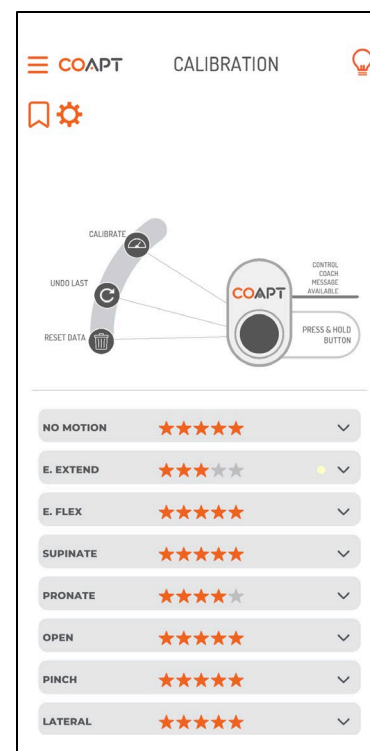 COAPT CALIBRATION
CALIBRATE
UNDO LAST
RESET DATA
COAPT
CONTROL
COACH
MESSAGE
AVAILABLE
PRESS & HOLD
BUTTON
NO MOTION
E. EXTEND
E. FLEX
SUPINATE
PRONATE
OPEN
PINCH
LATERAL